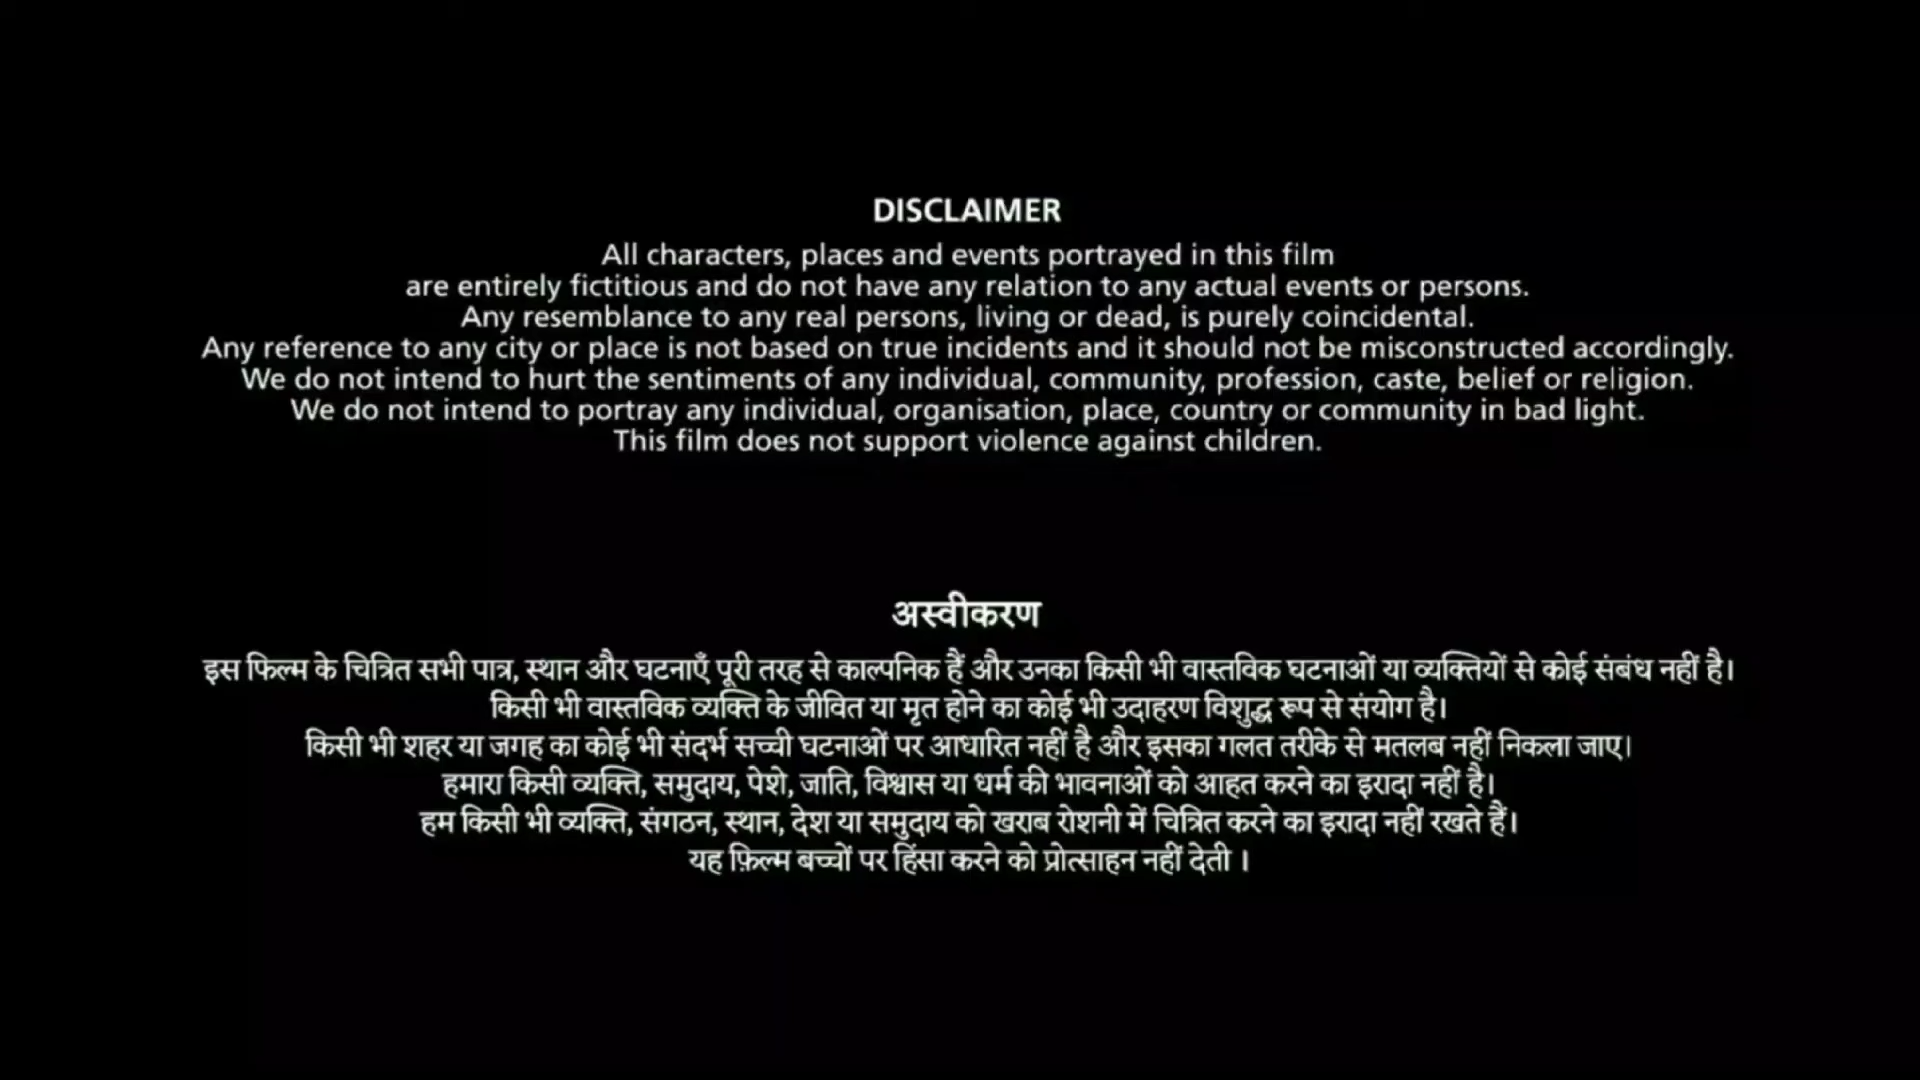 DISCLAIMER
All characters, places and events portrayed in this film
are entirely fictitious and do not have any relation to any actual events or persons.
Any resemblance to any real persons, living or dead, is purely coincidental.
Any reference to any city or place is not based on true incidents and it should not be misconstructed accordingly.
We do not intend to hurt the sentiments of any individual, community, profession, caste, belief or religion.
We do not intend to portray any individual, organisation, place, country or community in bad light.
This film does not support violence against children.
अस्वीकरण
इस फिल्म के चित्रित सभी पात्र, स्थान और घटनाएँ पूरी तरह से काल्पनिक हैं और उनका किसी भी वास्तविक घटनाओं या व्यक्तियों से कोई संबंध नहीं है।
किसी भी वास्तविक व्यक्ति के जीवित या मृत होने का कोई भी उदाहरण विशुद्ध रूप से संयोग है।
किसी भी शहर या जगह का कोई भी संदर्भ सच्ची घटनाओं पर आधारित नहीं है और इसका गलत तरीके से मतलब नहीं निकला जाए।
हमारा किसी व्यक्ति, समुदाय, पेशे, जाति, विश्वास या धर्म की भावनाओं को आहत करने का इरादा नहीं है।
हम किसी भी व्यक्ति, संगठन, स्थान, देश या समुदाय को खराब रोशनी में चित्रित करने का इरादा नहीं रखते हैं।
यह फ़िल्म बच्चों पर हिंसा करने को प्रोत्साहन नहीं देती ।